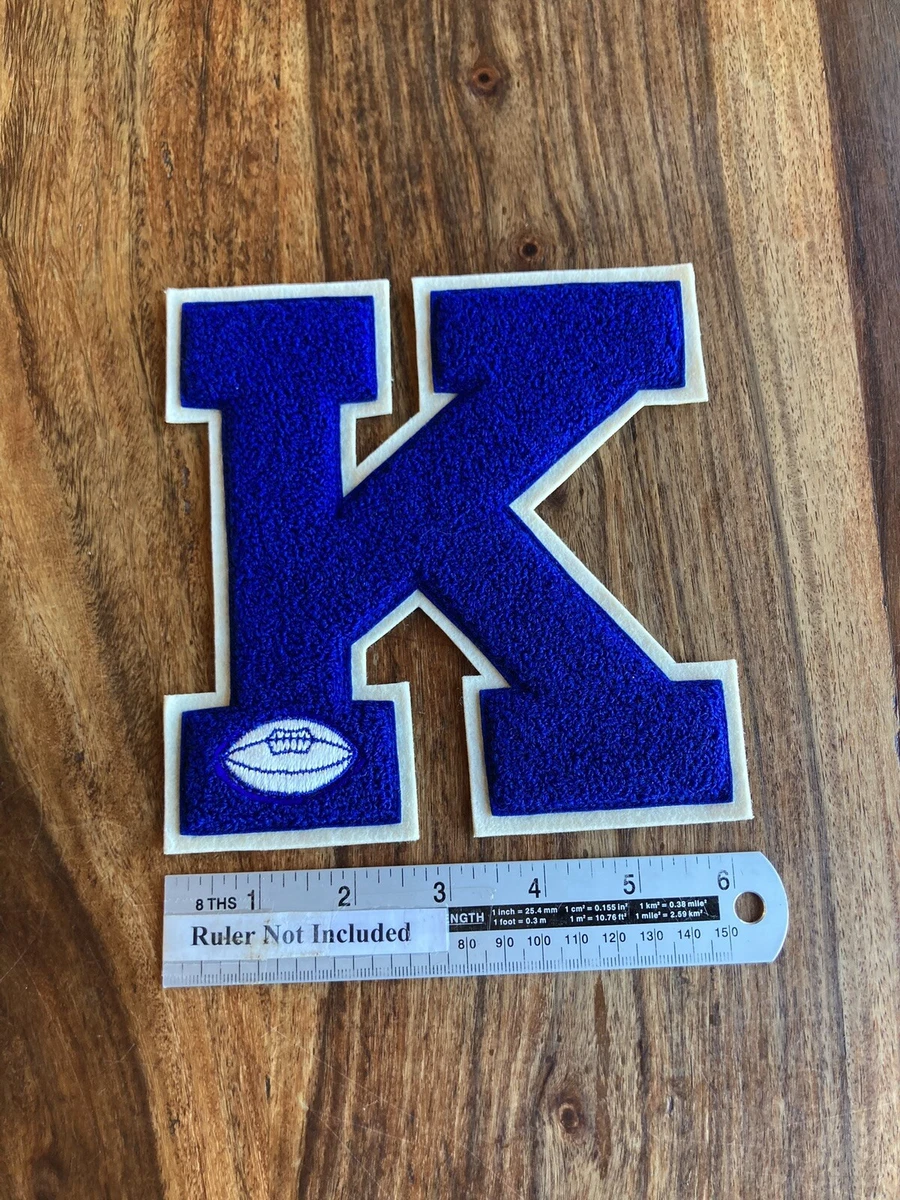 K
8 THS 1 2 3 4 5 6
ENGTH 1 inch = 25.4 mm 1 cm² = 0.155 in² 1 km² = 0.38 mile²
1 foot = 0.3 m 1 m² = 10.76 ft² 1 mile² = 2.59 km²
Ruler Not Included
80 90 100 110 120 130 140 150